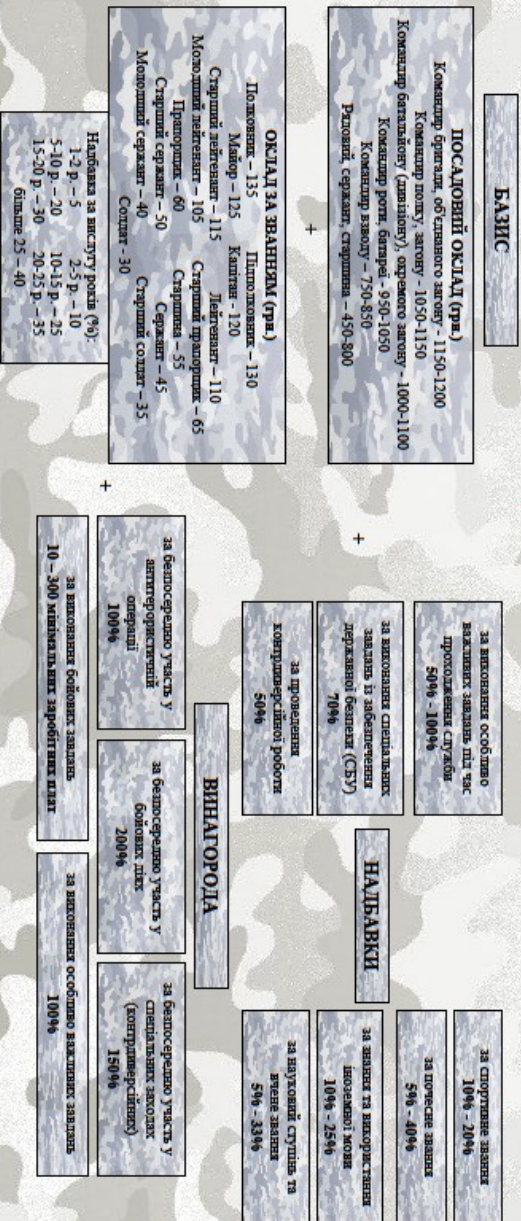 БАЗИС
ПОСАДОВИЙ ОКЛАД (грн.)
Командир бригади, об'єднаного загону - 1150-1200
Командир полку, загону - 1050-1150
Командир батальйону (дивізіону), окремого загону - 1000-1100
Командир роти, батареї - 950-1050
Командир взводу – 750-850
Рядовий, сержант, старшина – 450-800
+
ОКЛАД ЗА ЗВАННЯМ (грн.)
Полковник – 135 Підполковник – 130
Майор – 125 Капітан - 120
Старший лейтенант – 115 Лейтенант – 110
Молодший лейтенант – 105 Старший прапорщик – 65
Прапорщик – 60 Старшина – 55
Старший сержант – 50 Сержант – 45
Молодший сержант – 40 Старший солдат – 35
Солдат - 30
Надбавка за вислугу років (%):
1-2 р. – 5 2-5 р. – 10
5-10 р. – 20 10-15 р. – 25
15-20 р. – 30 20-25 р. – 35
більше 25 – 40
+
НАДБАВКИ
за виконання особливо
важливих завдань під час
проходження служби
50% - 100%
за виконання спеціальних
завдань із забезпечення
державної безпеки (СБУ)
70%
за проведення
контрдиверсійної роботи
50%
за спортивне звання
10% - 20%
за почесне звання
5% - 40%
за знання та використання
іноземної мови
10% - 25%
за науковий ступінь та
вчене звання
5% - 33%
+
ВИНАГОРОДА
за безпосередню участь у
антитерористичній
операції
100%
за безпосередню участь у
бойових діях
200%
за безпосередню участь у
спеціальних заходах
(контрдиверсійних)
150%
за виконання бойових завдань
10 – 300 мінімальних заробітних плат
за виконання особливо важливих завдань
100%